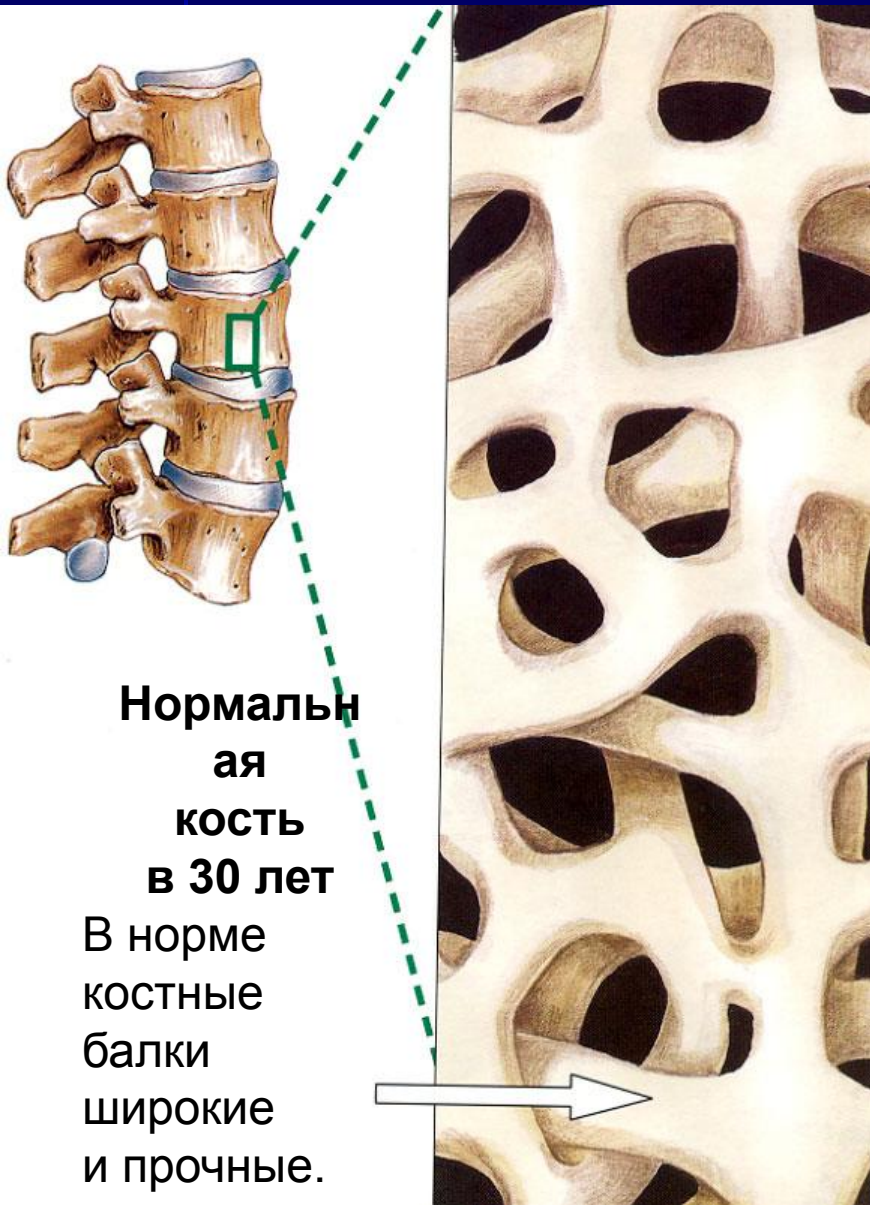 Нормальн
ая
кость
в 30 лет
В норме
костные
балки
широкие
и прочные.